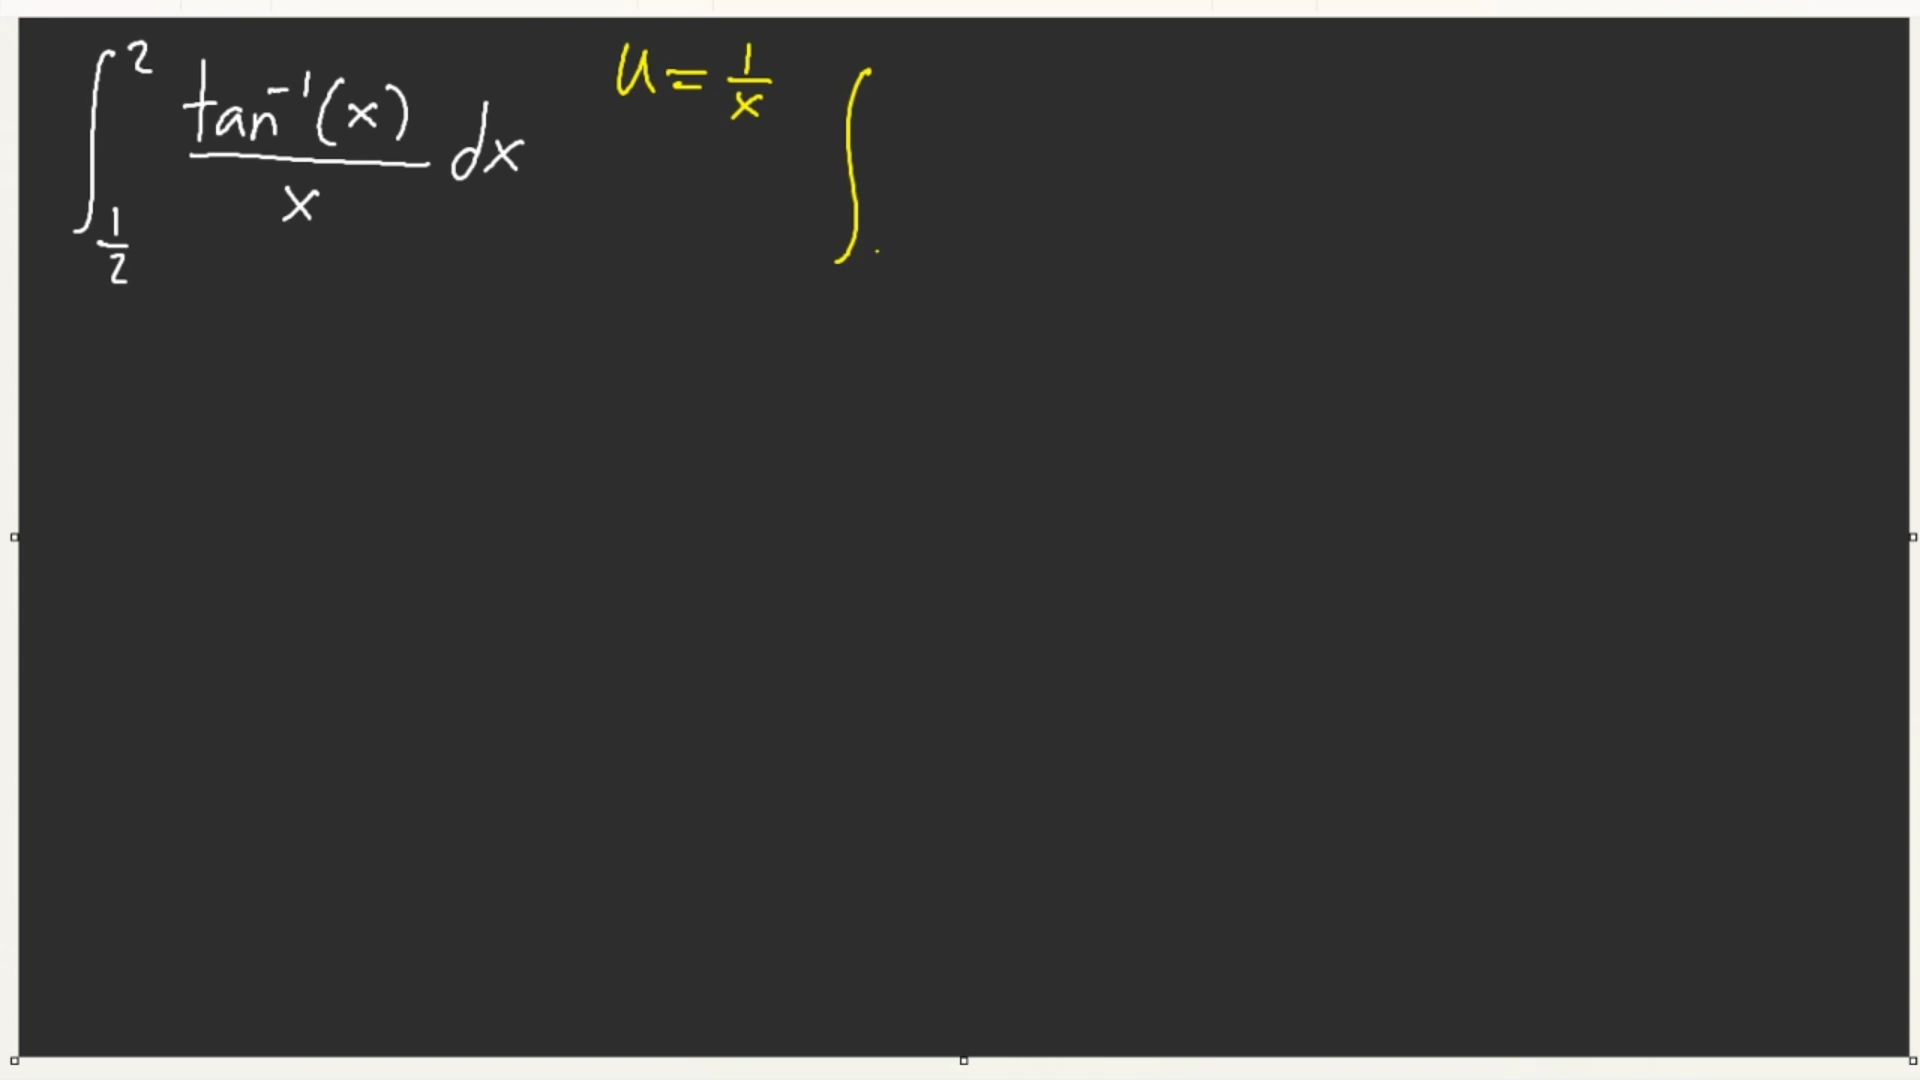 ∫_{1/2}^{2} tan⁻¹(x)/x dx   u = 1/x   ∫